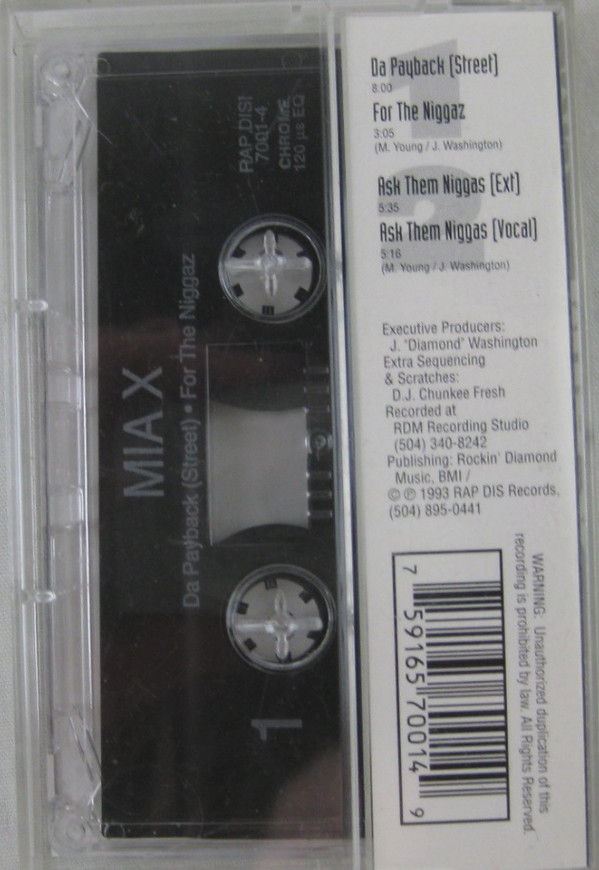 Da Payback [Street]
8:00
For The Niggaz
3:05
(M. Young / J. Washington)
Ask Them Niggas [Ext]
5:35
Ask Them Niggas [Vocal]
5:16
(M. Young / J. Washington)
1
2
Executive Producers:
J. "Diamond" Washington
Extra Sequencing
& Scratches:
D.J. Chunkee Fresh
Recorded at
RDM Recording Studio
(504) 340-8242
Publishing: Rockin' Diamond
Music, BMI /
© ℗ 1993 RAP DIS Records,
(504) 895-0441
WARNING: Unauthorized duplication of this
recording is prohibited by law. All Rights Reserved.
7 59165 70014 9
RAP DIS!
7001-4
CHROME
120 µs EQ
MIA X
Da Payback (Street) • For The Niggaz
1